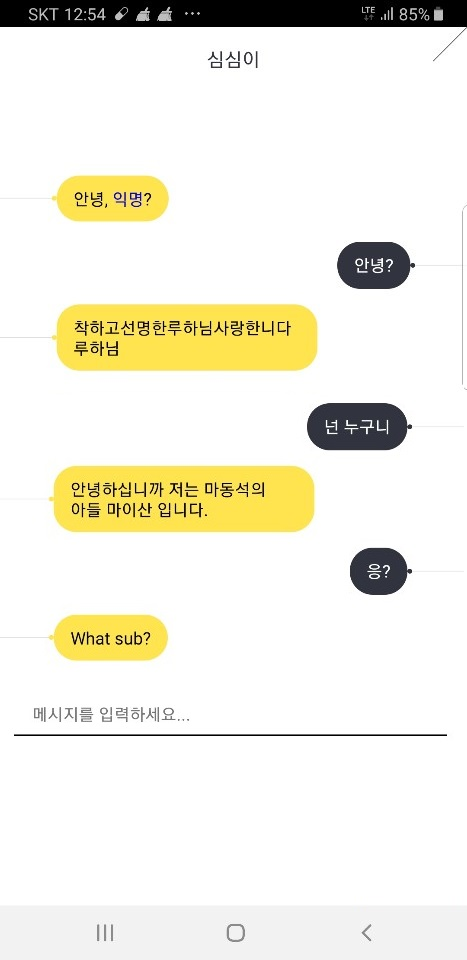 SKT 12:54 LTE 85%
심심이
안녕, 익명?
안녕?
착하고선명한루하님사랑한니다
루하님
넌 누구니
안녕하십니까 저는 마동석의
아들 마이산 입니다.
응?
What sub?
메시지를 입력하세요...